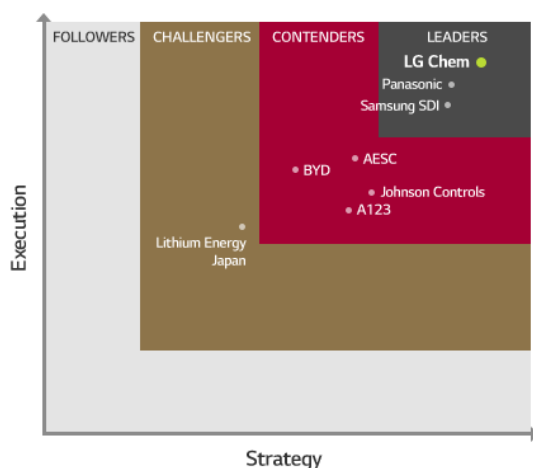 FOLLOWERS CHALLENGERS CONTENDERS LEADERS
LG Chem
Panasonic
Samsung SDI
AESC
BYD
Johnson Controls
A123
Lithium Energy
Japan
Execution
Strategy